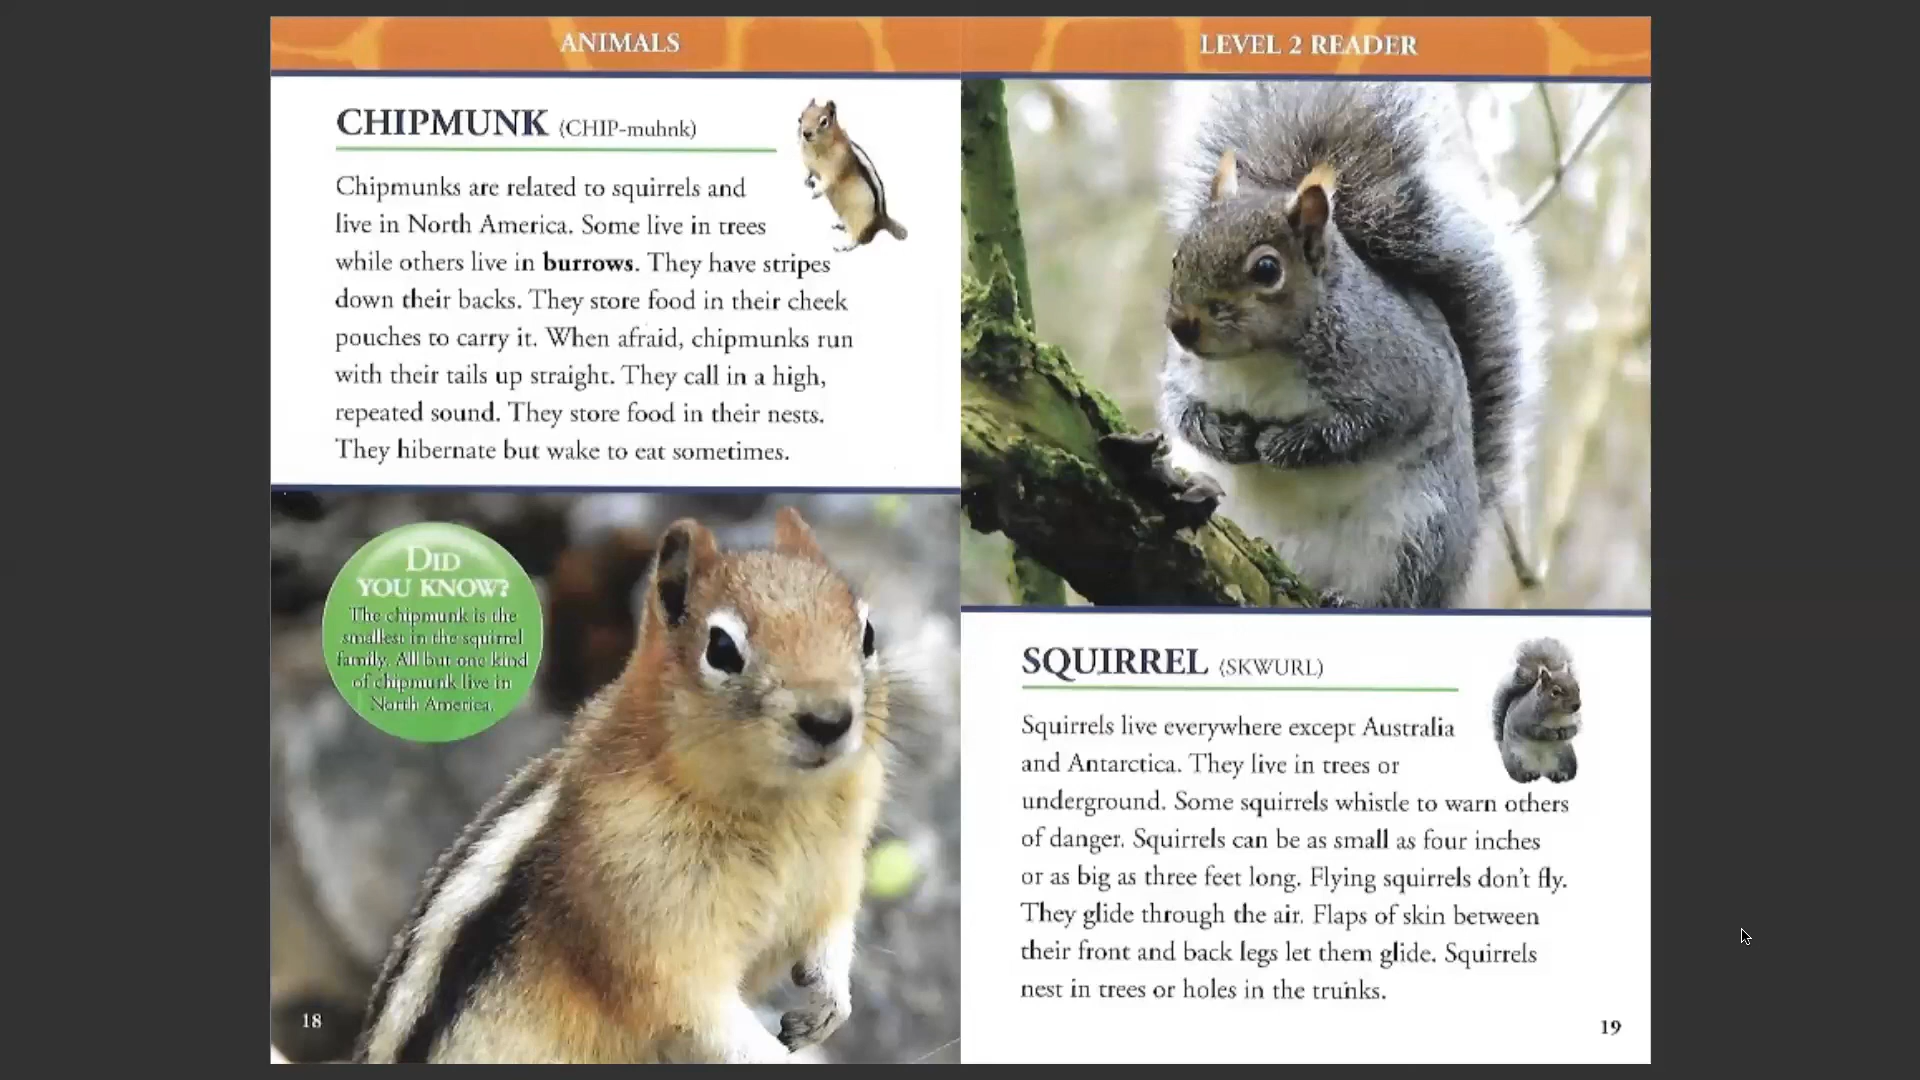 ANIMALS
CHIPMUNK (CHIP-muhnk)
Chipmunks are related to squirrels and
live in North America. Some live in trees
while others live in burrows. They have stripes
down their backs. They store food in their cheek
pouches to carry it. When afraid, chipmunks run
with their tails up straight. They call in a high,
repeated sound. They store food in their nests.
They hibernate but wake to eat sometimes.
DID
YOU KNOW?
The chipmunk is the
smallest in the squirrel
family. All but one kind
of chipmunk live in
North America.
18
LEVEL 2 READER
SQUIRREL (SKWURL)
Squirrels live everywhere except Australia
and Antarctica. They live in trees or
underground. Some squirrels whistle to warn others
of danger. Squirrels can be as small as four inches
or as big as three feet long. Flying squirrels don't fly.
They glide through the air. Flaps of skin between
their front and back legs let them glide. Squirrels
nest in trees or holes in the trunks.
19